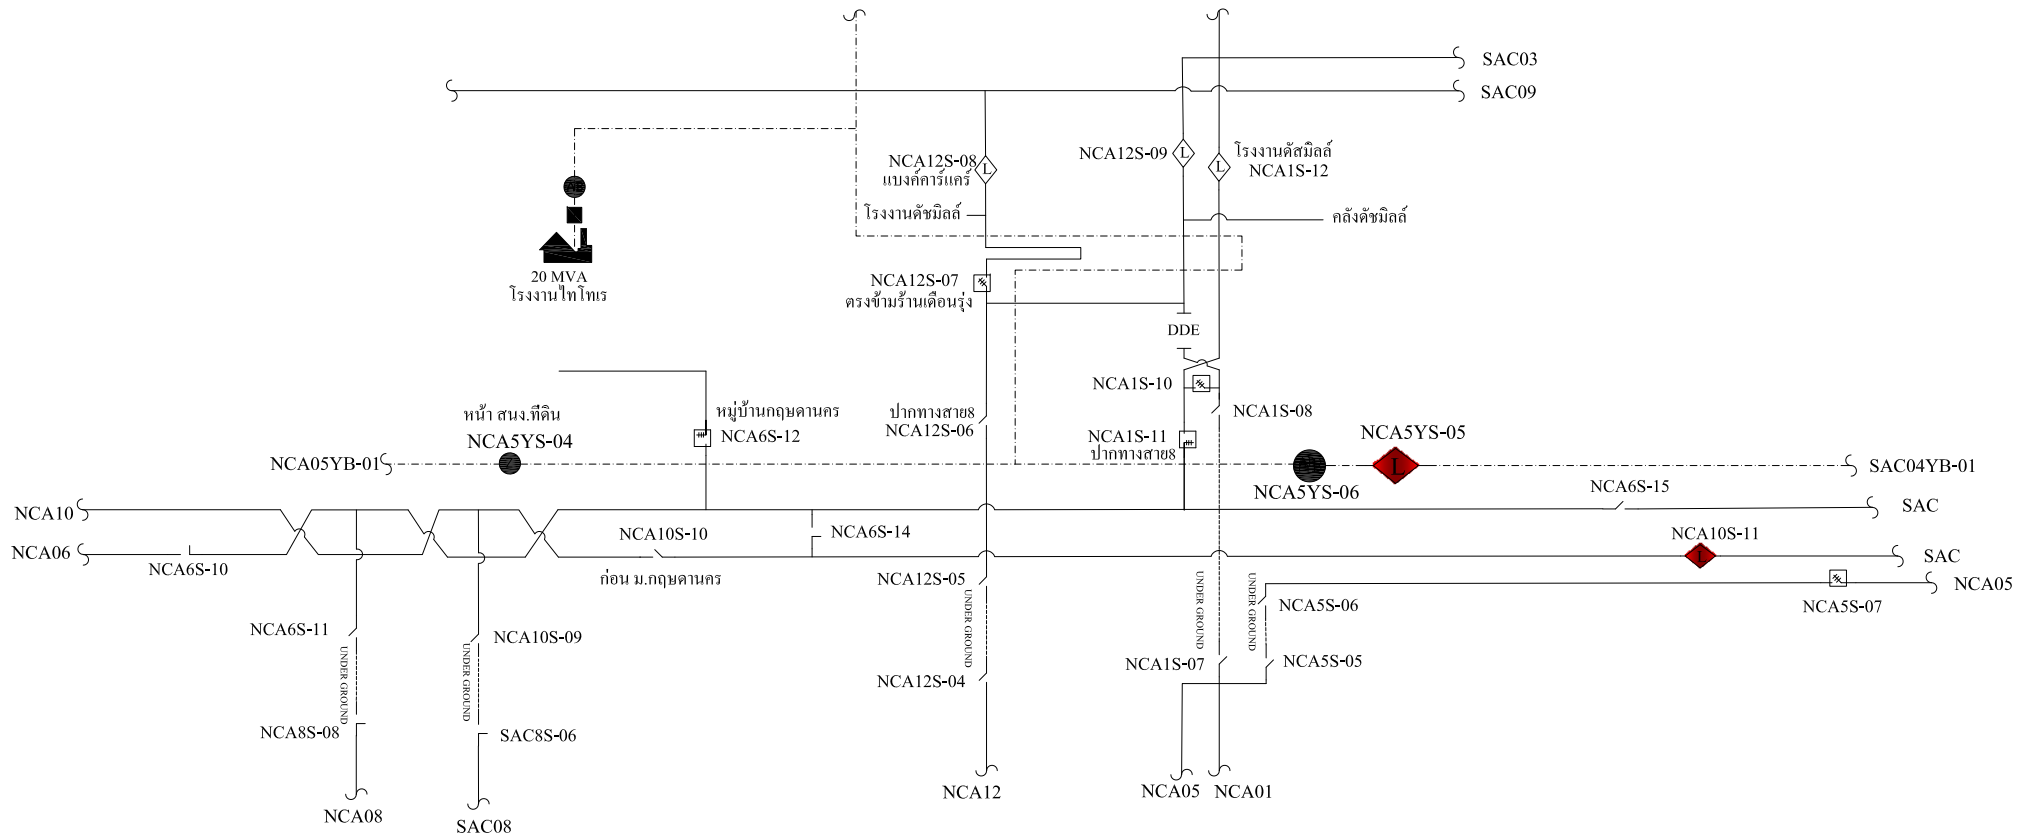 SAC03
SAC09
NCA12S-08
แบงค์คาร์แคร์
L
NCA12S-09
L
L
โรงงานดัสมิลล์
NCA1S-12
โรงงานดัชมิลล์
คลังดัชมิลล์
20 MVA
โรงงานไทโทเร
NCA12S-07
ตรงข้ามร้านเดือนรุ่ง
DDE
NCA1S-10
หน้า สนง.ที่ดิน
NCA5YS-04
หมู่บ้านกฤษดานคร
NCA6S-12
ปากทางสาย8
NCA12S-06
NCA1S-08
NCA1S-11
ปากทางสาย8
NCA5YS-05
L
NCA05YB-01
NCA5YS-06
SAC04YB-01
NCA6S-15
NCA10
SAC
NCA10S-10
NCA6S-14
NCA10S-11
L
NCA06
SAC
NCA6S-10
ก่อน ม.กฤษดานคร
NCA12S-05
NCA05
NCA5S-06
NCA5S-07
UNDER GROUND
UNDER GROUND
UNDER GROUND
NCA6S-11
NCA10S-09
UNDER GROUND
UNDER GROUND
NCA1S-07
NCA5S-05
NCA12S-04
NCA8S-08
SAC8S-06
NCA12
NCA05
NCA01
NCA08
SAC08